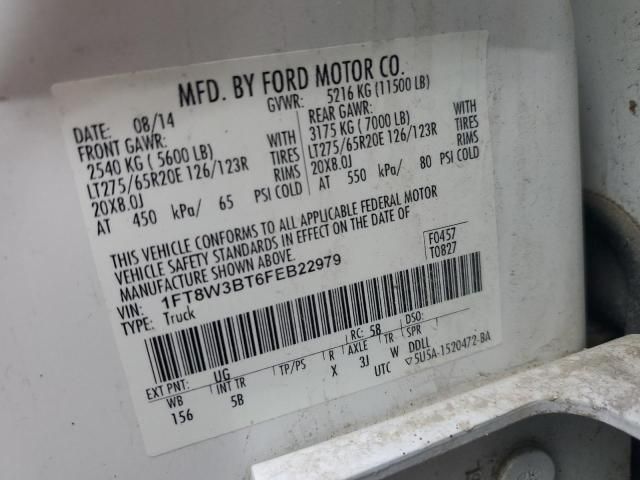 MFD. BY FORD MOTOR CO.
DATE: 08/14 GVWR: 5216 KG (11500 LB)
FRONT GAWR: REAR GAWR:
2540 KG (5600 LB) WITH 3175 KG (7000 LB) WITH
LT275/65R20E 126/123R TIRES LT275/65R20E 126/123R TIRES
20X8.0J RIMS 20X8.0J RIMS
AT 450 kPa/ 65 PSI COLD AT 550 kPa/ 80 PSI COLD
THIS VEHICLE CONFORMS TO ALL APPLICABLE FEDERAL MOTOR
VEHICLE SAFETY STANDARDS IN EFFECT ON THE DATE OF
MANUFACTURE SHOWN ABOVE.
F0457
T0827
VIN: 1FT8W3BT6FEB22979
TYPE: Truck
EXT PNT: UG RC: 58 DSO:
WB INT TR TP/PS R AXLE TR SPR
156 5B X 3J W DDLL
UTC ▽5U5A-1520472-BA